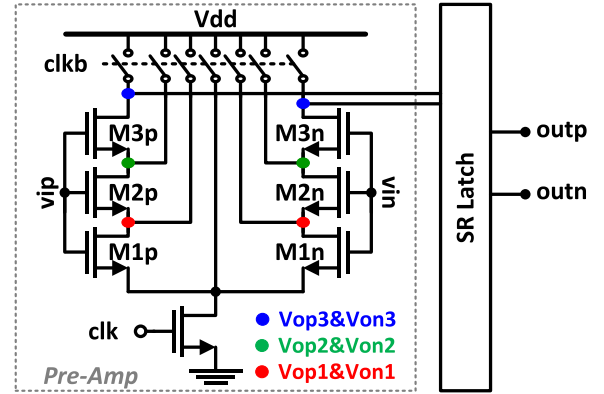 Vdd
clkb
M3p
M3n
vip
M2p
M2n
vin
M1p
M1n
clk
Vop3&Von3
Vop2&Von2
Vop1&Von1
Pre-Amp
SR Latch
outp
outn